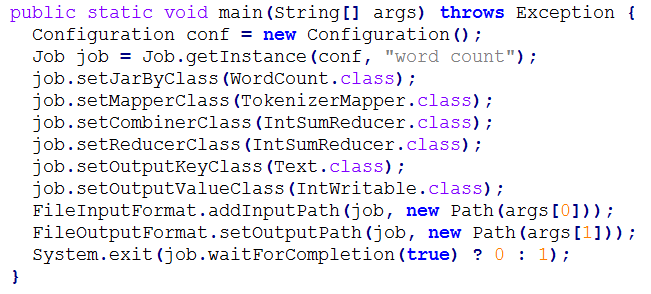 public static void main(String[] args) throws Exception {
  Configuration conf = new Configuration();
  Job job = Job.getInstance(conf, "word count");
  job.setJarByClass(WordCount.class);
  job.setMapperClass(TokenizerMapper.class);
  job.setCombinerClass(IntSumReducer.class);
  job.setReducerClass(IntSumReducer.class);
  job.setOutputKeyClass(Text.class);
  job.setOutputValueClass(IntWritable.class);
  FileInputFormat.addInputPath(job, new Path(args[0]));
  FileOutputFormat.setOutputPath(job, new Path(args[1]));
  System.exit(job.waitForCompletion(true) ? 0 : 1);
}